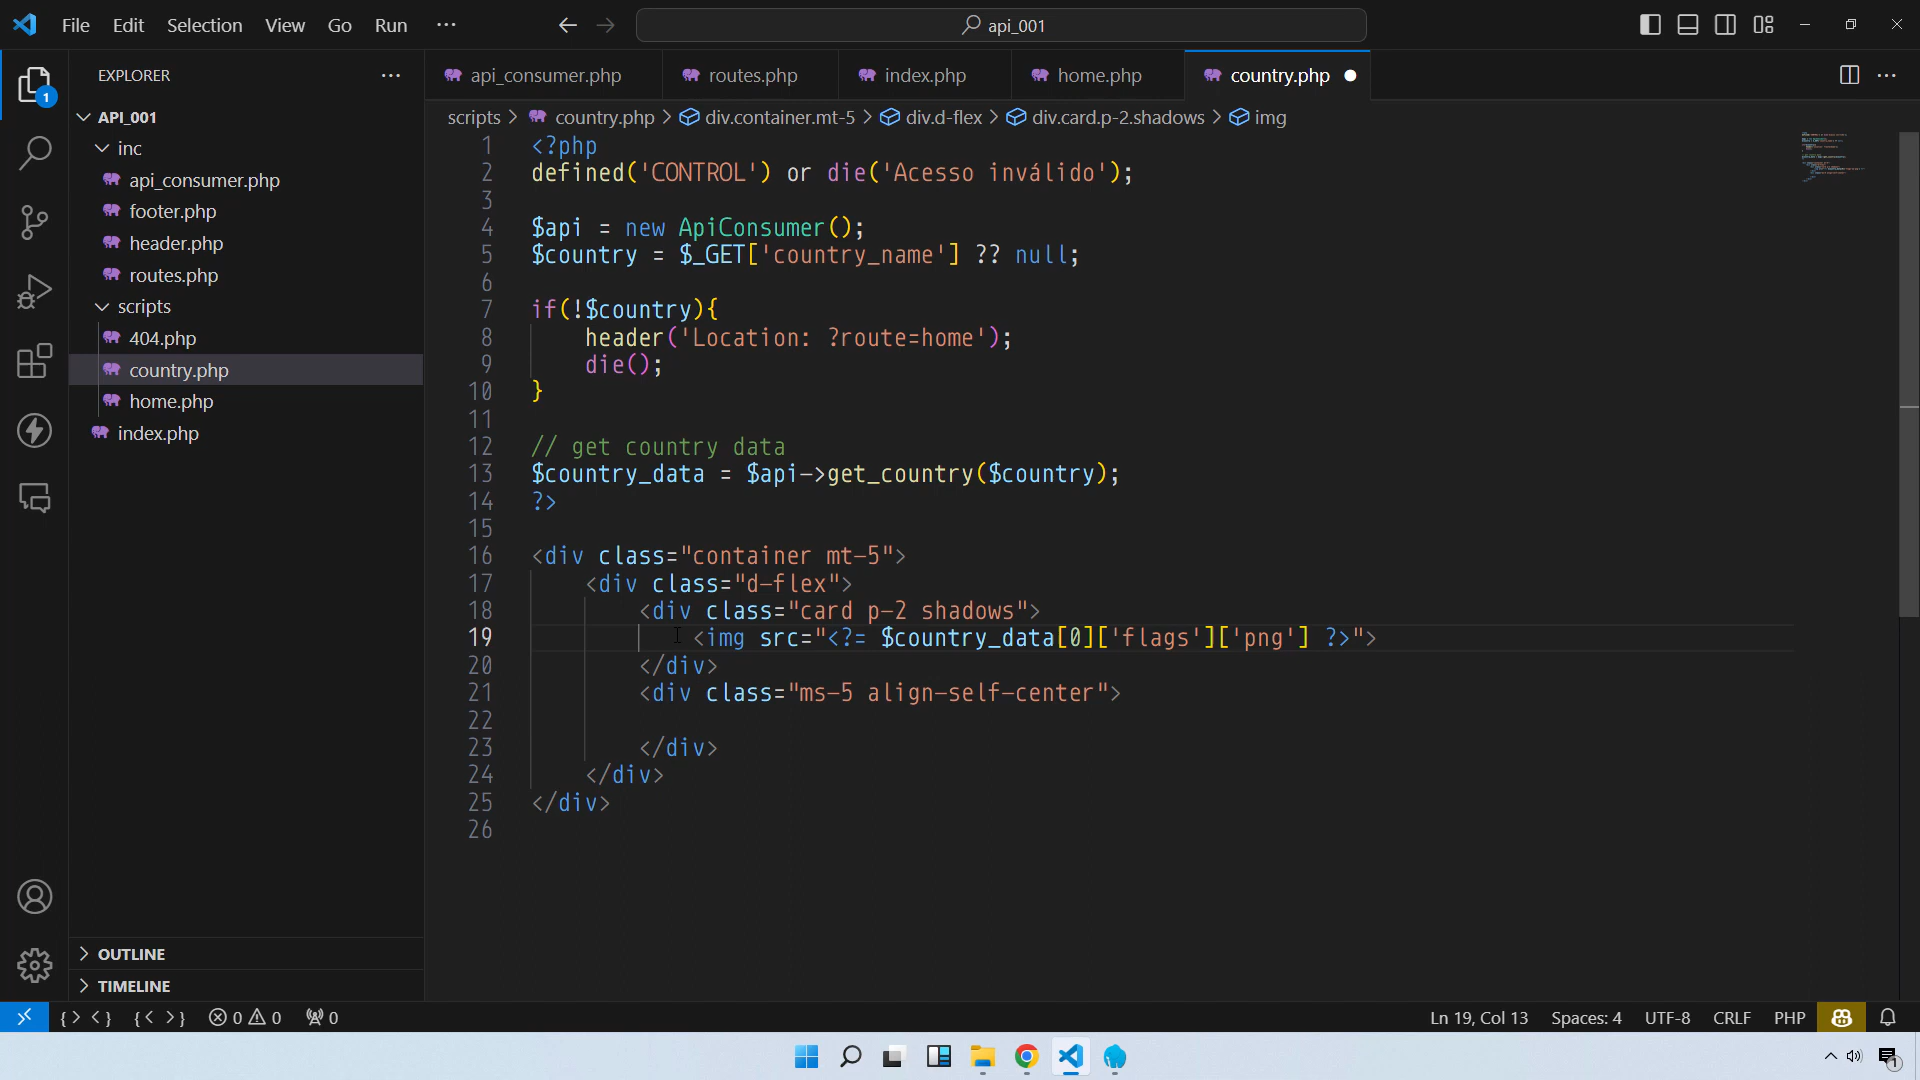 File Edit Selection View Go Run ··· api_001
EXPLORER ···
API_001
inc
api_consumer.php
footer.php
header.php
routes.php
scripts
404.php
country.php
home.php
index.php
OUTLINE
TIMELINE
1
api_consumer.php routes.php index.php home.php country.php
scripts > country.php > div.container.mt-5 > div.d-flex > div.card.p-2.shadows > img
1 <?php
2 defined('CONTROL') or die('Acesso inválido');
3
4 $api = new ApiConsumer();
5 $country = $_GET['country_name'] ?? null;
6
7 if(!$country){
8 header('Location: ?route=home');
9 die();
10 }
11
12 // get country data
13 $country_data = $api->get_country($country);
14 ?>
15
16 <div class="container mt-5">
17 <div class="d-flex">
18 <div class="card p-2 shadows">
19 <img src="<?= $country_data[0]['flags']['png'] ?>">
20 </div>
21 <div class="ms-5 align-self-center">
22
23 </div>
24 </div>
25 </div>
26
{> <} {< >} 0 0 0 Ln 19, Col 13 Spaces: 4 UTF-8 CRLF PHP
1